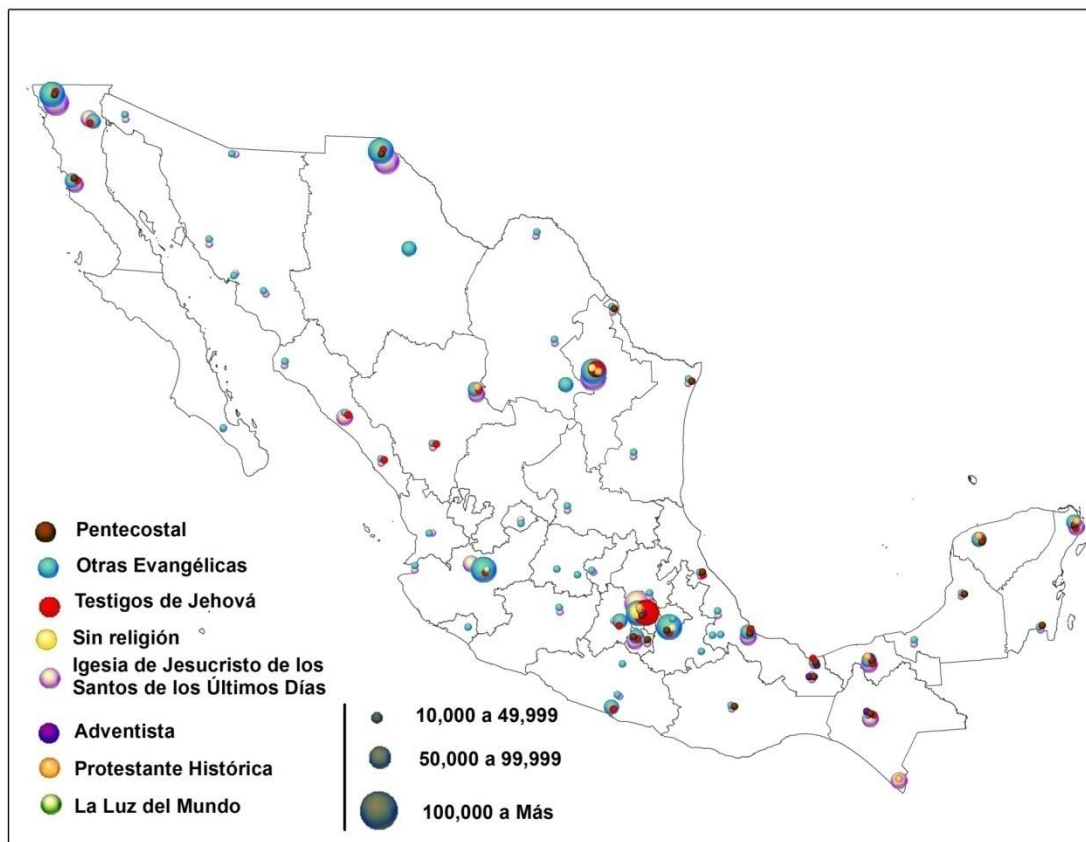 Pentecostal
Otras Evangélicas
Testigos de Jehová
Sin religión
Igesia de Jesucristo de los
Santos de los Últimos Días
Adventista
Protestante Histórica
La Luz del Mundo
10,000 a 49,999
50,000 a 99,999
100,000 a Más